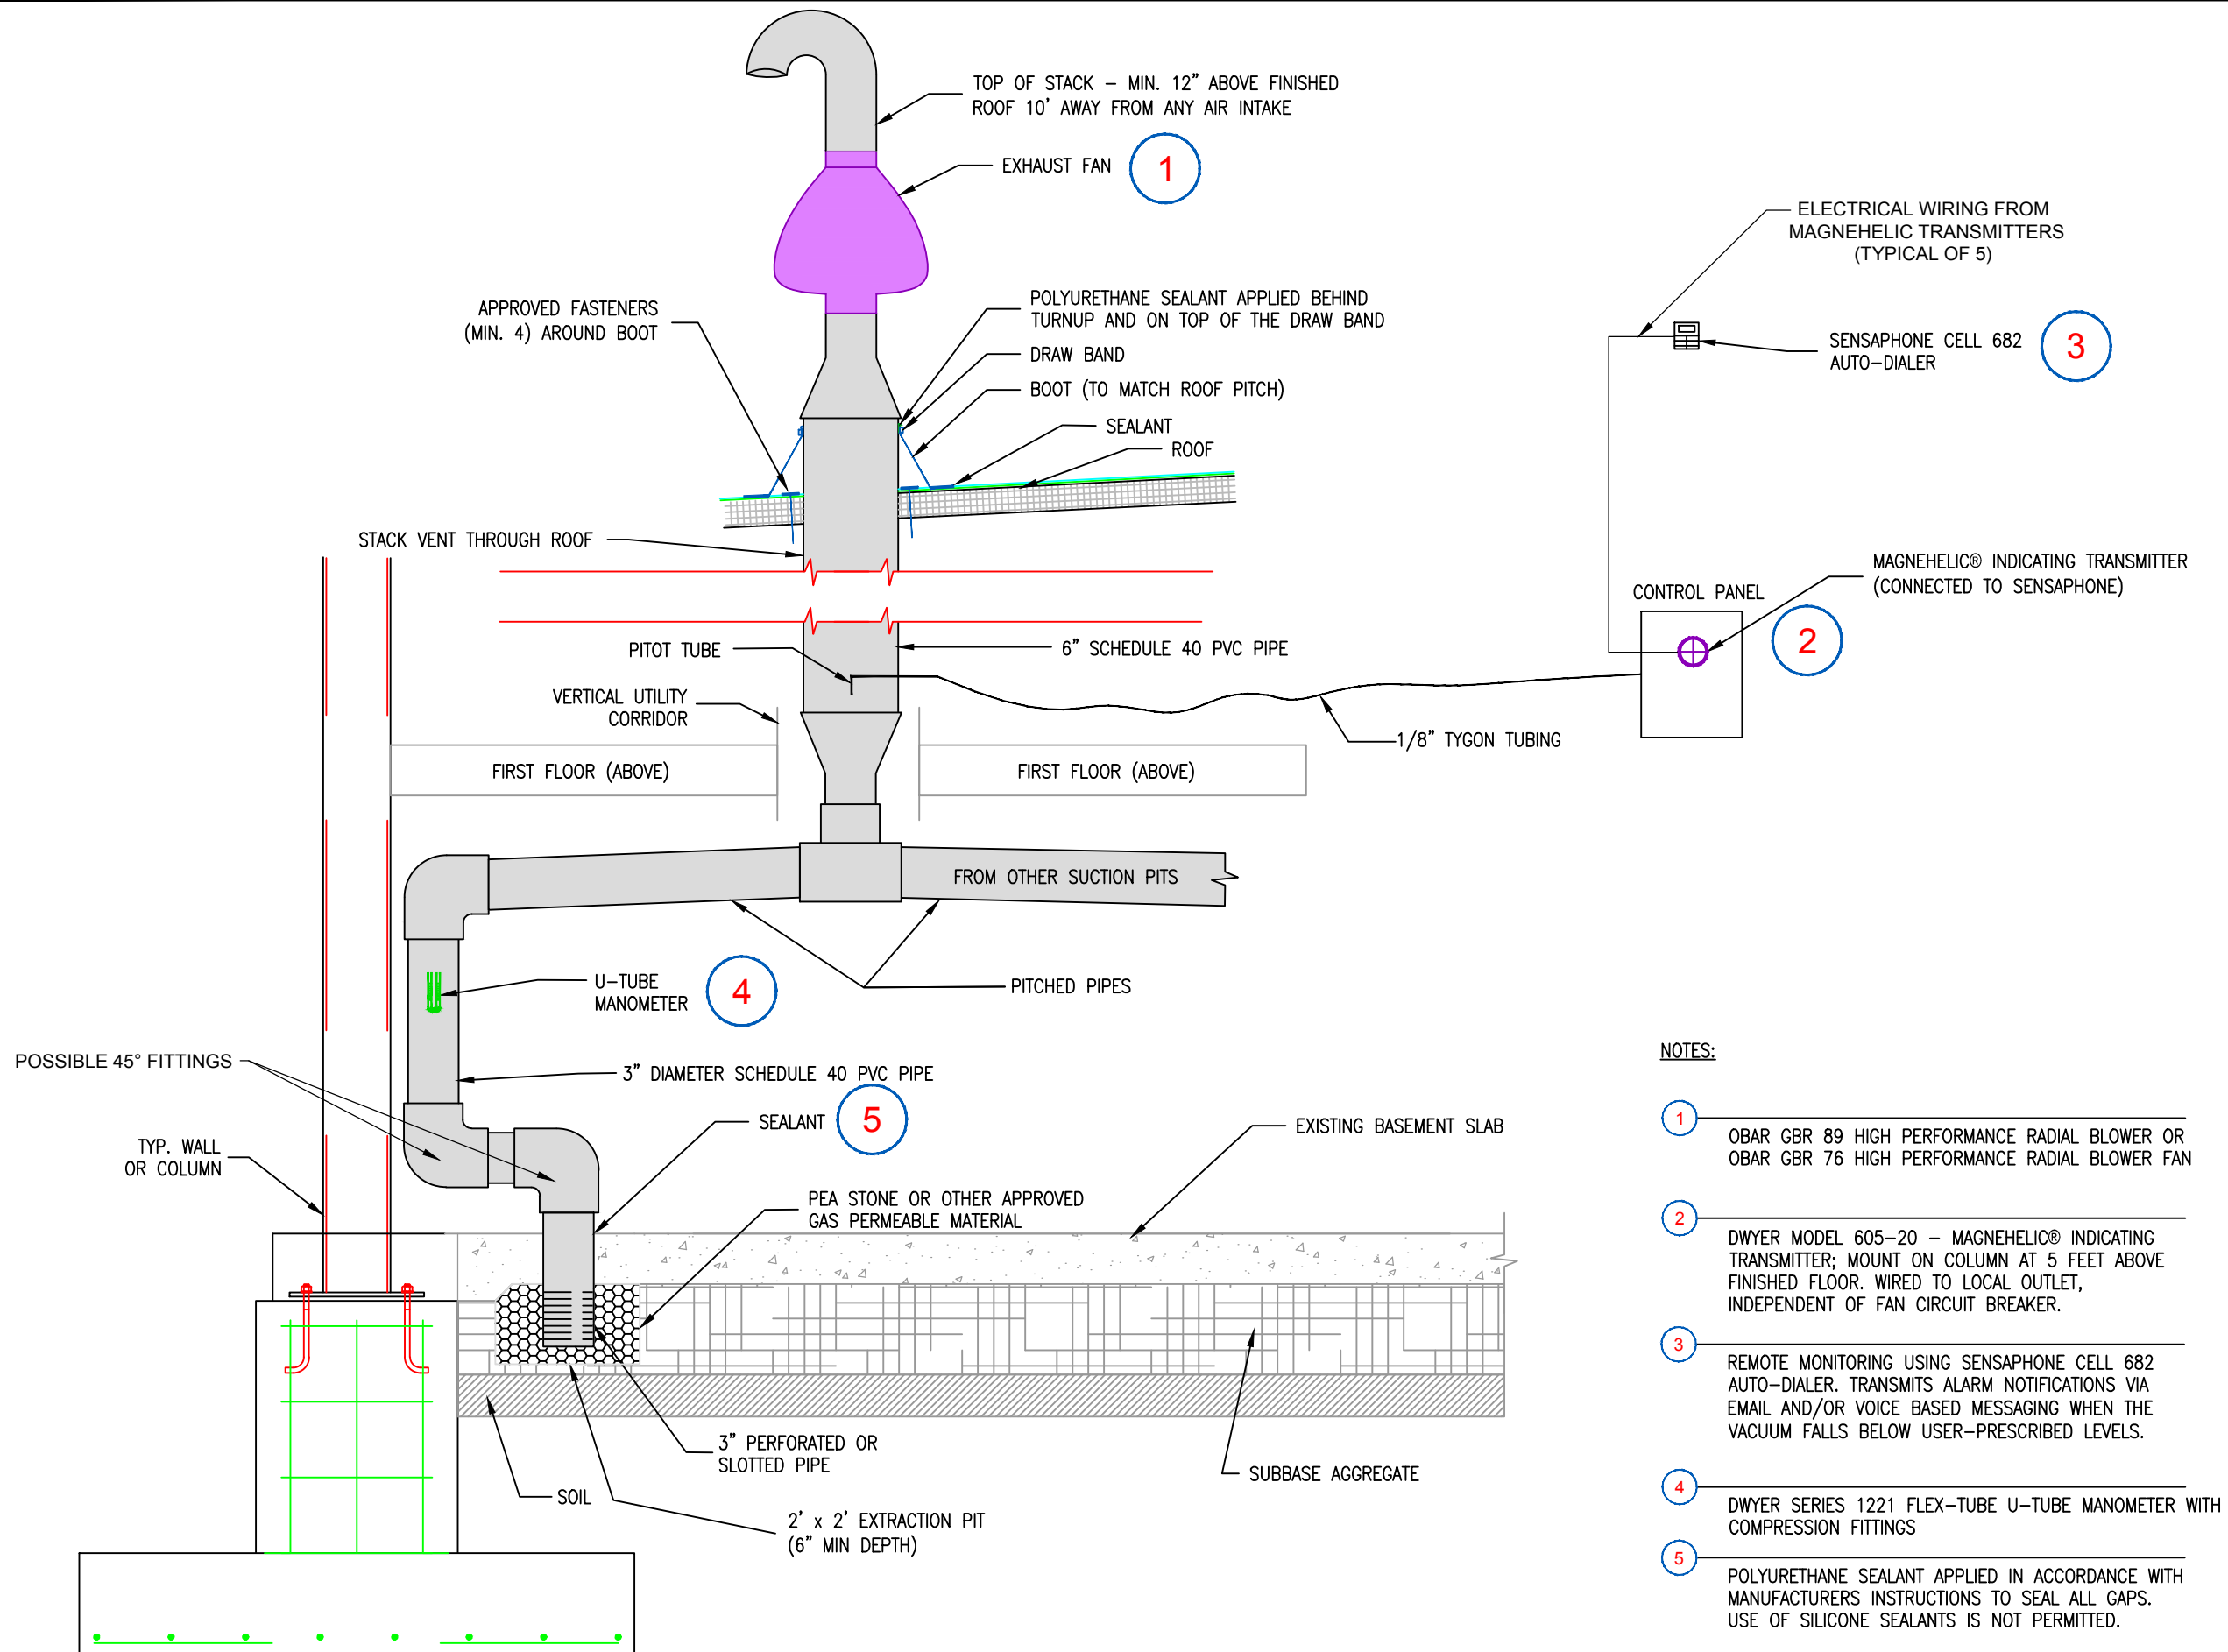 TOP OF STACK – MIN. 12” ABOVE FINISHED
ROOF 10’ AWAY FROM ANY AIR INTAKE
EXHAUST FAN
1
ELECTRICAL WIRING FROM
MAGNEHELIC TRANSMITTERS
(TYPICAL OF 5)
APPROVED FASTENERS
(MIN. 4) AROUND BOOT
POLYURETHANE SEALANT APPLIED BEHIND
TURNUP AND ON TOP OF THE DRAW BAND
DRAW BAND
BOOT (TO MATCH ROOF PITCH)
SEALANT
ROOF
SENSAPHONE CELL 682
AUTO–DIALER
3
STACK VENT THROUGH ROOF
MAGNEHELIC® INDICATING TRANSMITTER
(CONNECTED TO SENSAPHONE)
CONTROL PANEL
2
PITOT TUBE
6” SCHEDULE 40 PVC PIPE
VERTICAL UTILITY
CORRIDOR
1/8” TYGON TUBING
FIRST FLOOR (ABOVE)
FIRST FLOOR (ABOVE)
FROM OTHER SUCTION PITS
U–TUBE
MANOMETER
4
PITCHED PIPES
POSSIBLE 45° FITTINGS
3” DIAMETER SCHEDULE 40 PVC PIPE
SEALANT
5
EXISTING BASEMENT SLAB
TYP. WALL
OR COLUMN
PEA STONE OR OTHER APPROVED
GAS PERMEABLE MATERIAL
3” PERFORATED OR
SLOTTED PIPE
SUBBASE AGGREGATE
SOIL
2’ x 2’ EXTRACTION PIT
(6” MIN DEPTH)
NOTES:
1
OBAR GBR 89 HIGH PERFORMANCE RADIAL BLOWER OR
OBAR GBR 76 HIGH PERFORMANCE RADIAL BLOWER FAN
2
DWYER MODEL 605–20 – MAGNEHELIC® INDICATING
TRANSMITTER; MOUNT ON COLUMN AT 5 FEET ABOVE
FINISHED FLOOR. WIRED TO LOCAL OUTLET,
INDEPENDENT OF FAN CIRCUIT BREAKER.
3
REMOTE MONITORING USING SENSAPHONE CELL 682
AUTO–DIALER. TRANSMITS ALARM NOTIFICATIONS VIA
EMAIL AND/OR VOICE BASED MESSAGING WHEN THE
VACUUM FALLS BELOW USER–PRESCRIBED LEVELS.
4
DWYER SERIES 1221 FLEX–TUBE U–TUBE MANOMETER WITH
COMPRESSION FITTINGS
5
POLYURETHANE SEALANT APPLIED IN ACCORDANCE WITH
MANUFACTURERS INSTRUCTIONS TO SEAL ALL GAPS.
USE OF SILICONE SEALANTS IS NOT PERMITTED.